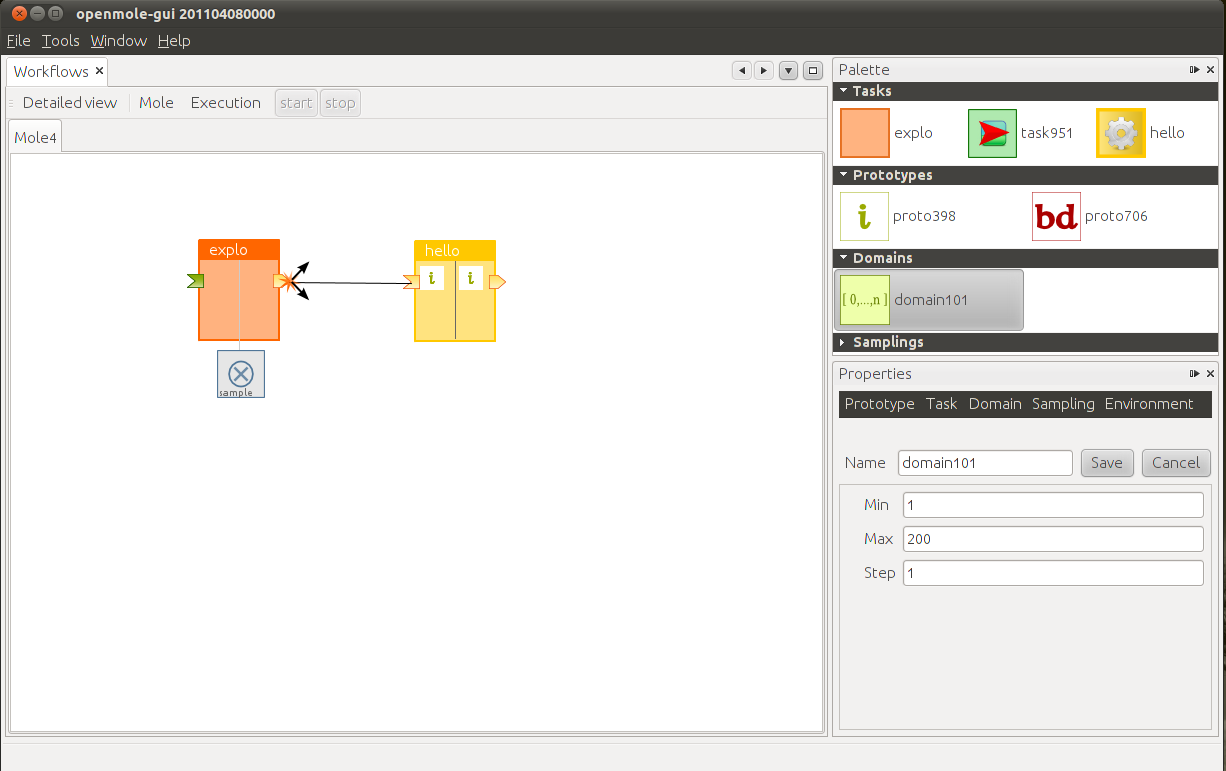 openmole-gui 201104080000
File Tools Window Help
Workflows
Detailed view Mole Execution start stop
Mole4
explo
hello
i i
sample
Palette
Tasks
explo task951 hello
Prototypes
i proto398 bd proto706
Domains
[ 0,...,n ] domain101
Samplings
Properties
Prototype Task Domain Sampling Environment
Name domain101 Save Cancel
Min 1
Max 200
Step 1